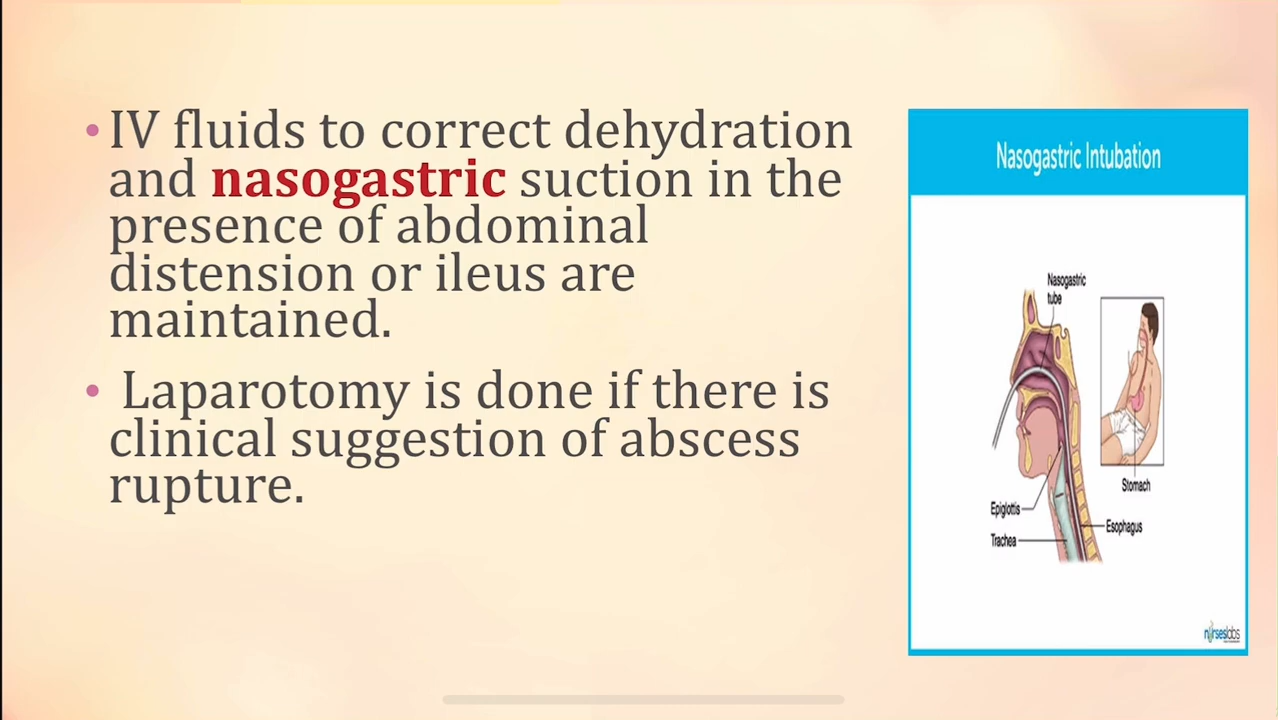 • IV fluids to correct dehydration
and nasogastric suction in the
presence of abdominal
distension or ileus are
maintained.
• Laparotomy is done if there is
clinical suggestion of abscess
rupture.
Nasogastric Intubation
Nasogastric
tube
Stomach
Epiglottis
Esophagus
Trachea
nurseslabs